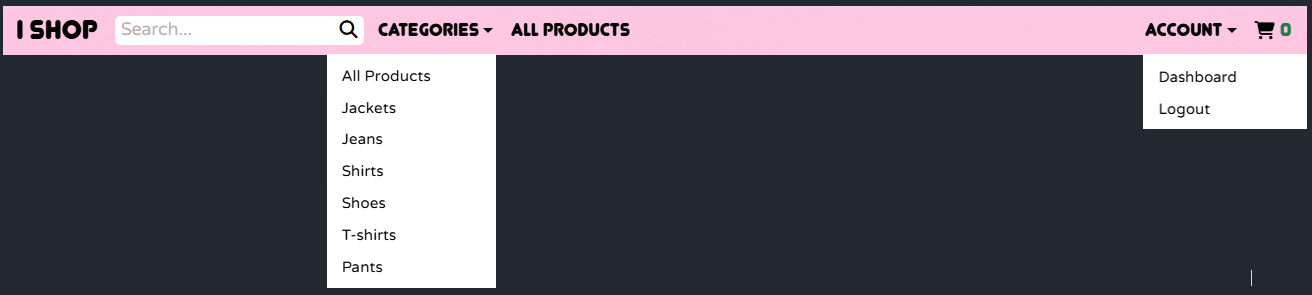 I SHOP Search... CATEGORIES ALL PRODUCTS ACCOUNT 0
All Products
Jackets
Jeans
Shirts
Shoes
T-shirts
Pants
Dashboard
Logout